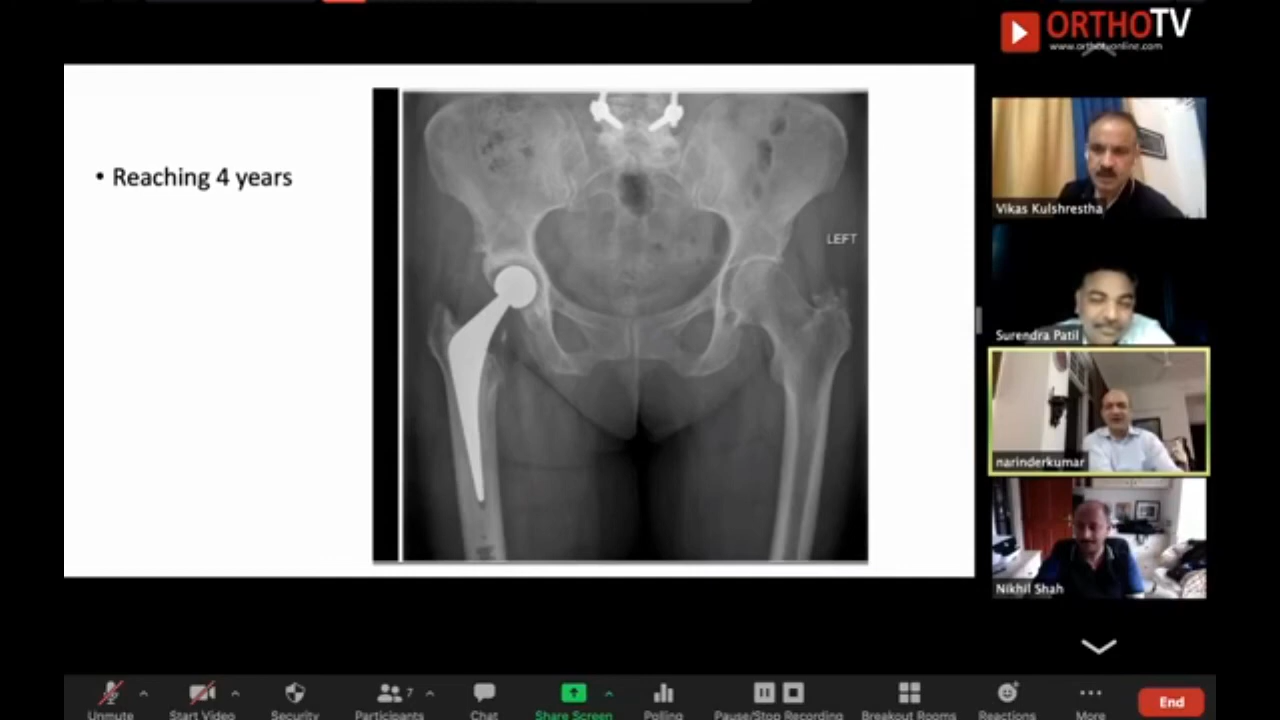 ORTHOTV
www.orthotvonline.com
• Reaching 4 years
LEFT
Vikas Kulshrestha
Surendra Patil
narinderkumar
Nikhil Shah
7
Unmute
Start Video
Security
Participants
Chat
Share Screen
Polling
Pause/Stop Recording
Breakout Rooms
Reactions
More
End